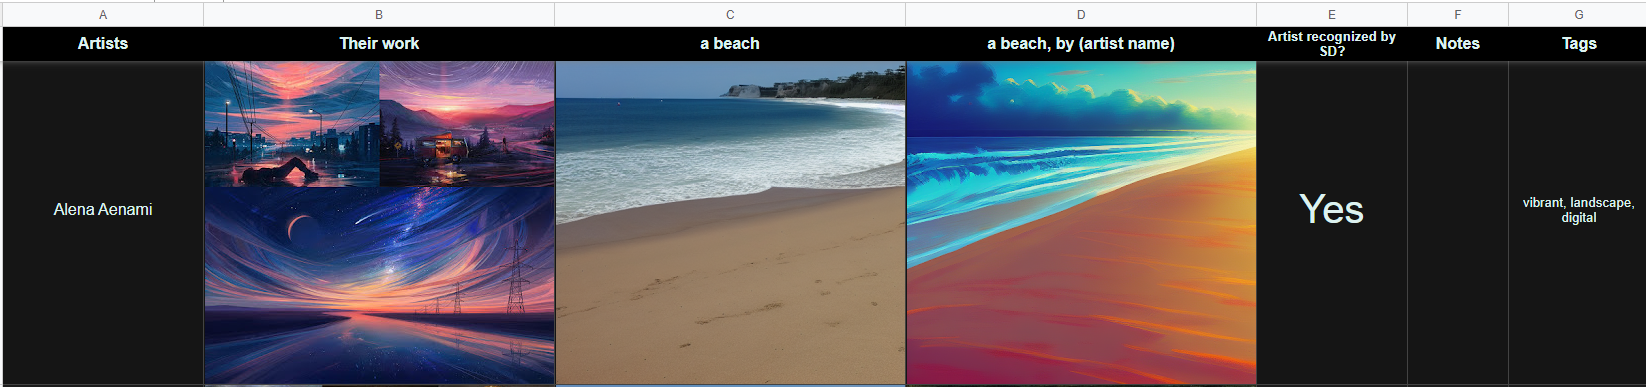 A B C D E F G
Artists Their work a beach a beach, by (artist name) Artist recognized by Notes Tags
SD?
Alena Aenami Yes vibrant, landscape,
digital